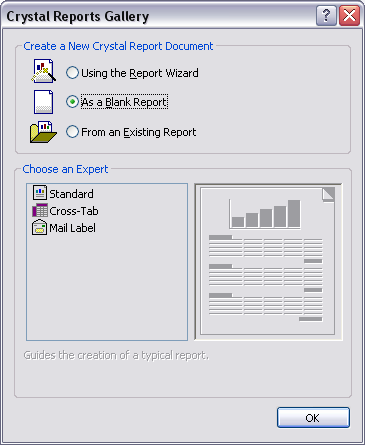 Crystal Reports Gallery
Create a New Crystal Report Document
Using the Report Wizard
As a Blank Report
From an Existing Report
Choose an Expert
Standard
Cross-Tab
Mail Label
Guides the creation of a typical report.
OK